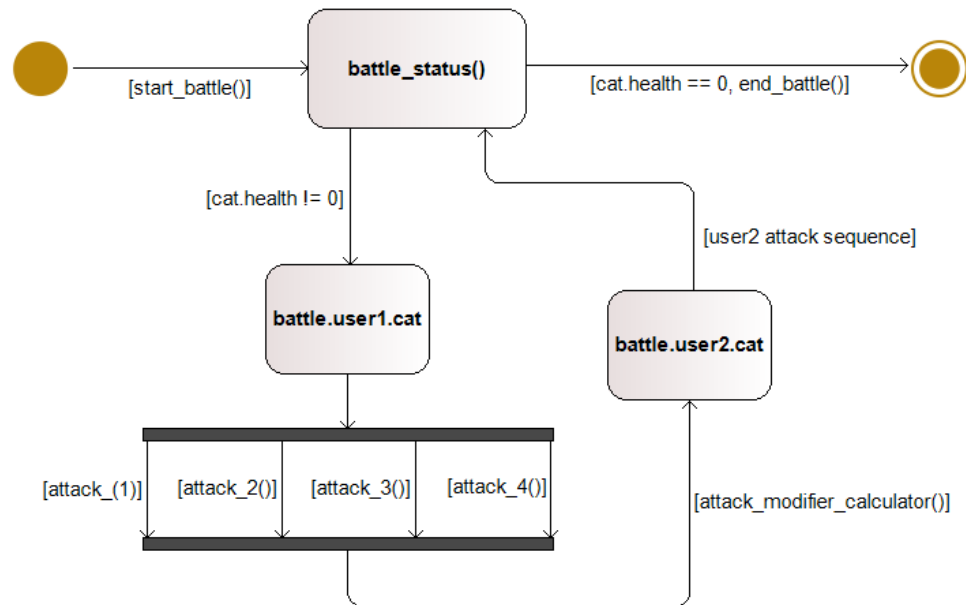 battle_status()
[start_battle()]
[cat.health == 0, end_battle()]
[cat.health != 0]
[user2 attack sequence]
battle.user1.cat
battle.user2.cat
[attack_(1)]
[attack_2()]
[attack_3()]
[attack_4()]
[attack_modifier_calculator()]